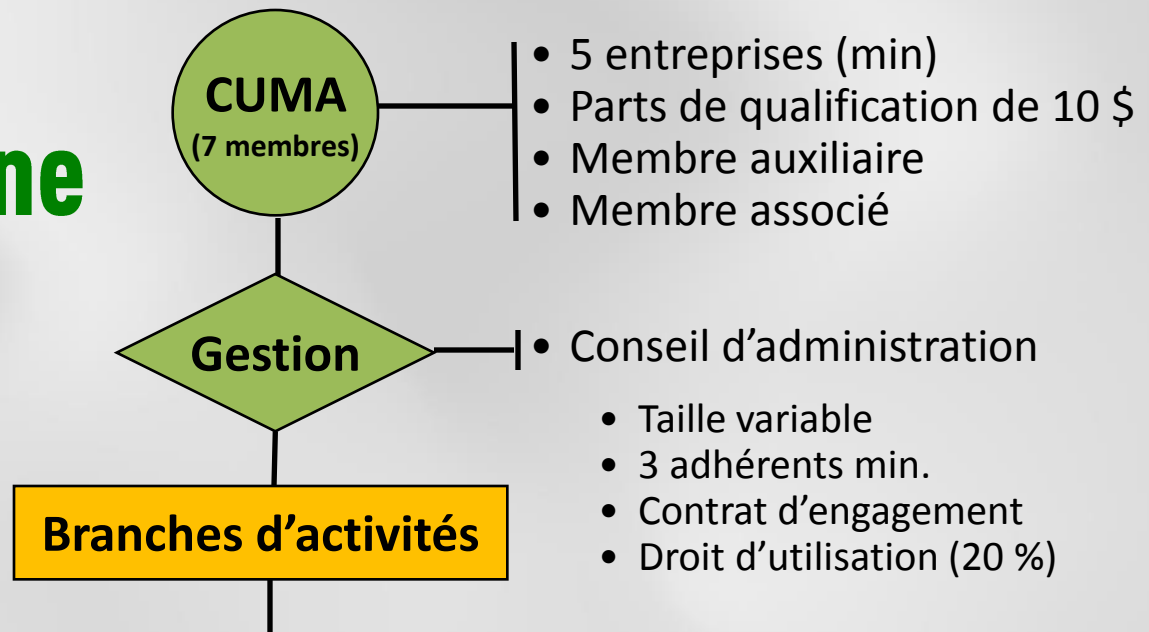 CUMA
(7 membres)
• 5 entreprises (min)
• Parts de qualification de 10 $
• Membre auxiliaire
• Membre associé
ne
Gestion
• Conseil d’administration
• Taille variable
• 3 adhérents min.
• Contrat d’engagement
• Droit d’utilisation (20 %)
Branches d’activités